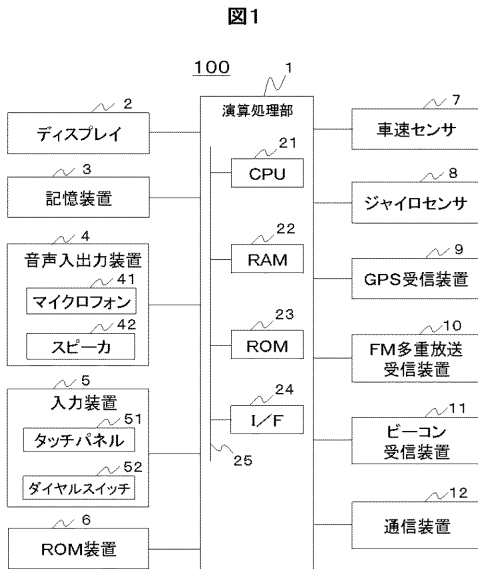 図1
100
1
演算処理部
2
ディスプレイ
3
記憶装置
4
音声入出力装置
41
マイクロフォン
42
スピーカ
5
入力装置
51
タッチパネル
52
ダイヤルスイッチ
6
ROM装置
21
CPU
22
RAM
23
ROM
24
I/F
25
7
車速センサ
8
ジャイロセンサ
9
GPS受信装置
10
FM多重放送
受信装置
11
ビーコン
受信装置
12
通信装置